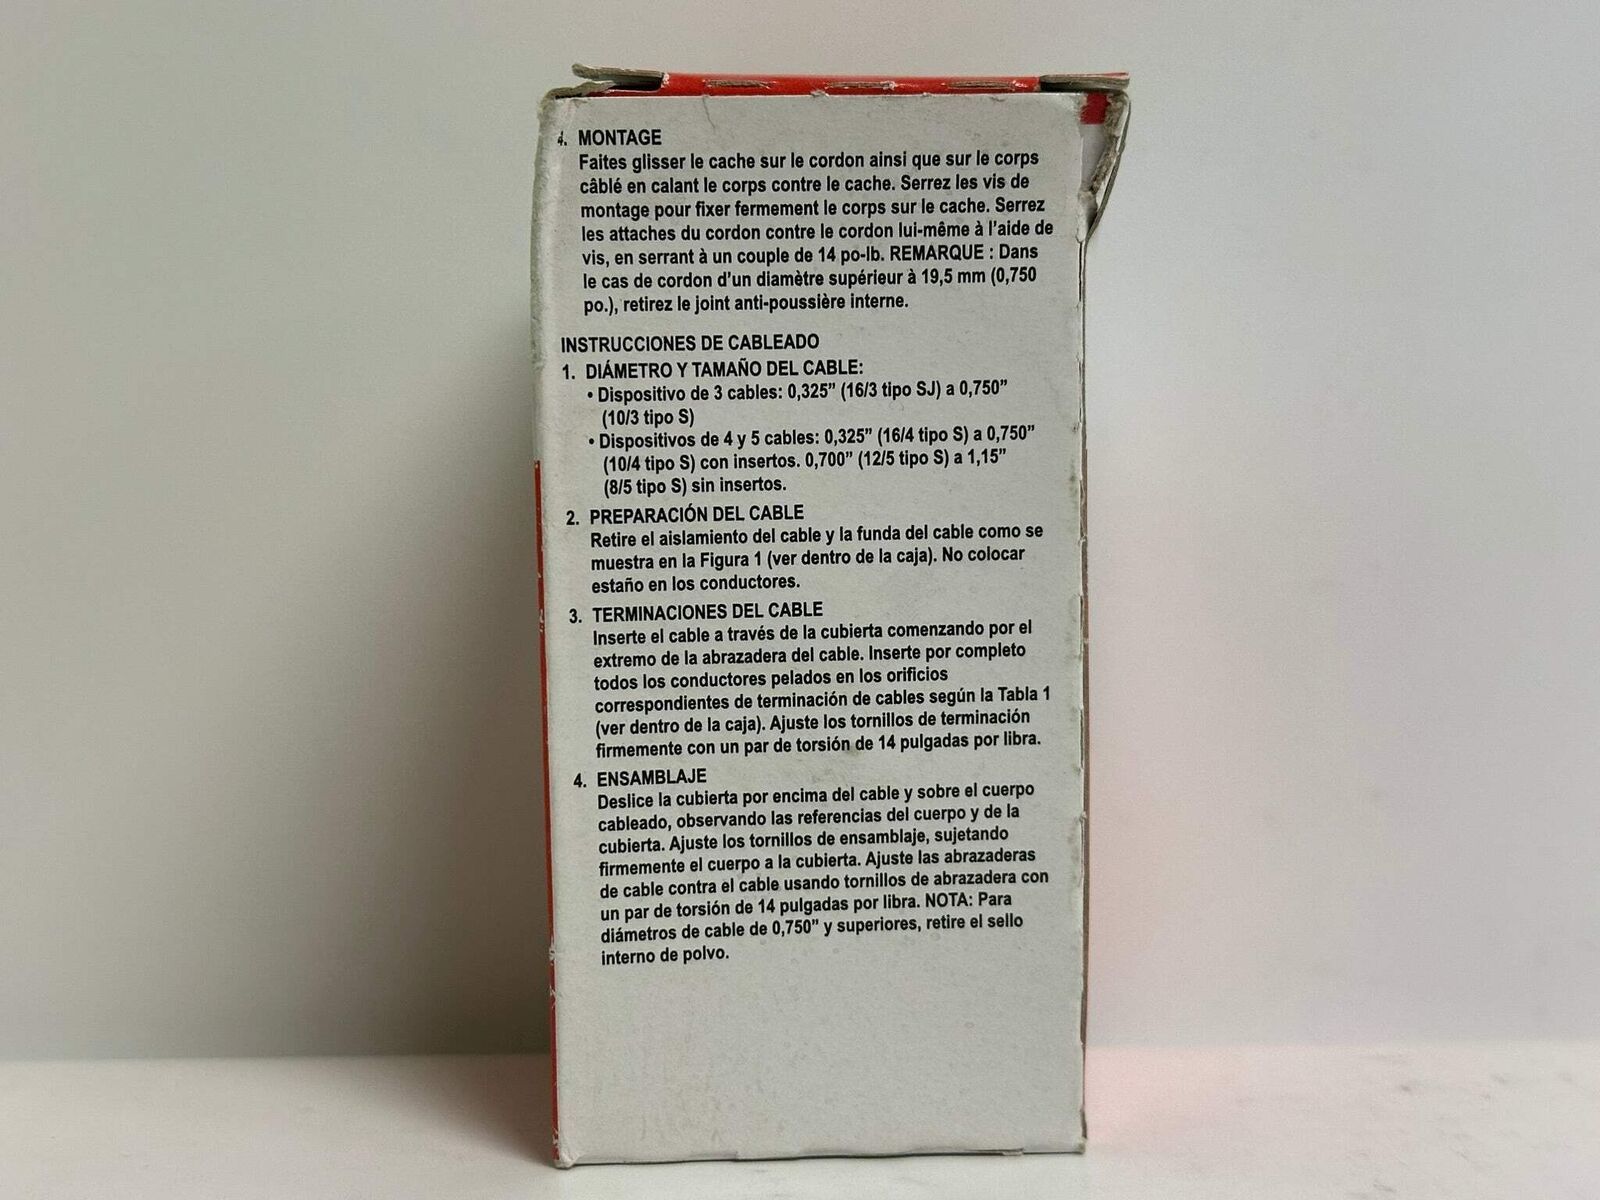 4. MONTAGE
Faites glisser le cache sur le cordon ainsi que sur le corps
câblé en calant le corps contre le cache. Serrez les vis de
montage pour fixer fermement le corps sur le cache. Serrez
les attaches du cordon contre le cordon lui-même à l'aide de
vis, en serrant à un couple de 14 po-lb. REMARQUE : Dans
le cas de cordon d'un diamètre supérieur à 19,5 mm (0,750
po.), retirez le joint anti-poussière interne.
INSTRUCCIONES DE CABLEADO
1. DIÁMETRO Y TAMAÑO DEL CABLE:
• Dispositivo de 3 cables: 0,325” (16/3 tipo SJ) a 0,750”
(10/3 tipo S)
• Dispositivos de 4 y 5 cables: 0,325” (16/4 tipo S) a 0,750”
(10/4 tipo S) con insertos. 0,700” (12/5 tipo S) a 1,15”
(8/5 tipo S) sin insertos.
2. PREPARACIÓN DEL CABLE
Retire el aislamiento del cable y la funda del cable como se
muestra en la Figura 1 (ver dentro de la caja). No colocar
estaño en los conductores.
3. TERMINACIONES DEL CABLE
Inserte el cable a través de la cubierta comenzando por el
extremo de la abrazadera del cable. Inserte por completo
todos los conductores pelados en los orificios
correspondientes de terminación de cables según la Tabla 1
(ver dentro de la caja). Ajuste los tornillos de terminación
firmemente con un par de torsión de 14 pulgadas por libra.
4. ENSAMBLAJE
Deslice la cubierta por encima del cable y sobre el cuerpo
cableado, observando las referencias del cuerpo y de la
cubierta. Ajuste los tornillos de ensamblaje, sujetando
firmemente el cuerpo a la cubierta. Ajuste las abrazaderas
de cable contra el cable usando tornillos de abrazadera con
un par de torsión de 14 pulgadas por libra. NOTA: Para
diámetros de cable de 0,750” y superiores, retire el sello
interno de polvo.